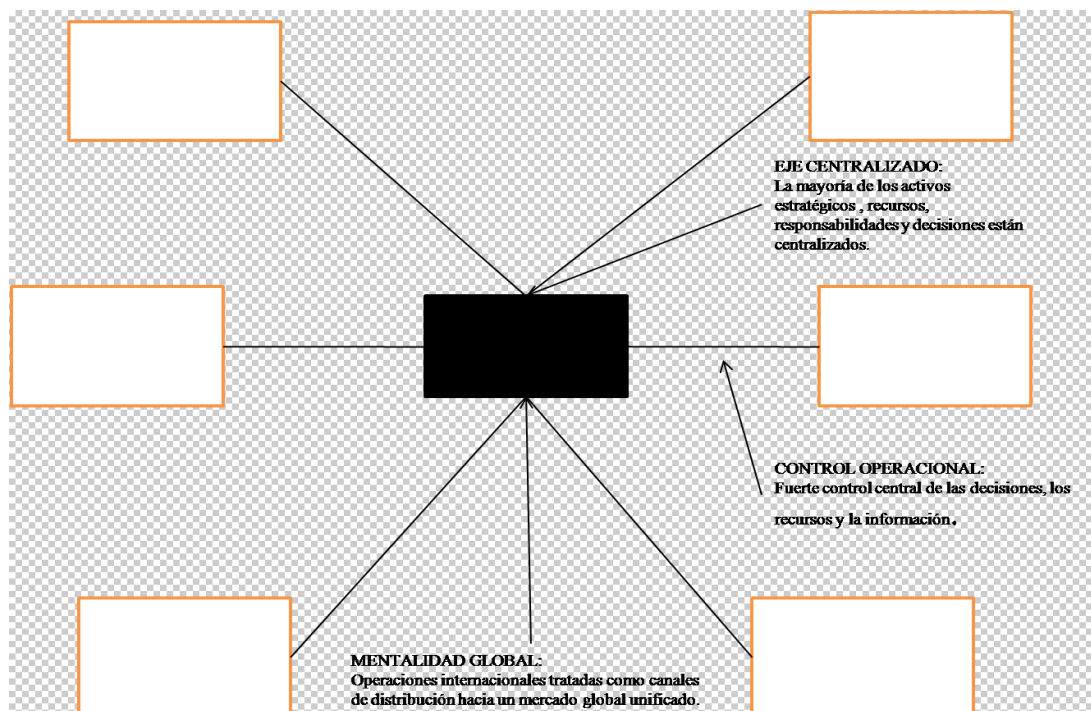 EJE CENTRALIZADO:
La mayoría de los activos
estratégicos , recursos,
responsabilidades y decisiones están
centralizados.
CONTROL OPERACIONAL:
Fuerte control central de las decisiones, los
recursos y la información.
MENTALIDAD GLOBAL:
Operaciones internacionales tratadas como canales
de distribución hacia un mercado global unificado.